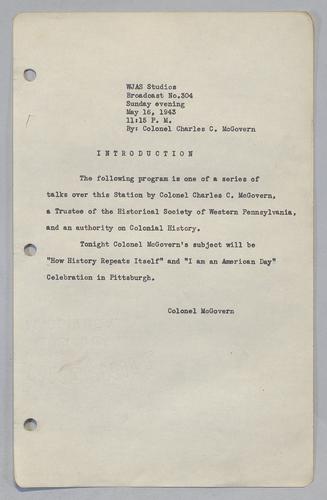 WJAS Studios
Broadcast No.304
Sunday evening
May 16, 1943
11:15 P. M.
By: Colonel Charles C. McGovern
I N T R O D U C T I O N
The following program is one of a series of
talks over this Station by Colonel Charles C. McGovern,
a Trustee of the Historical Society of Western Pennsylvania,
and an authority on Colonial History.
Tonight Colonel McGovern's subject will be
"How History Repeats Itself" and "I am an American Day"
Celebration in Pittsburgh.
Colonel McGovern